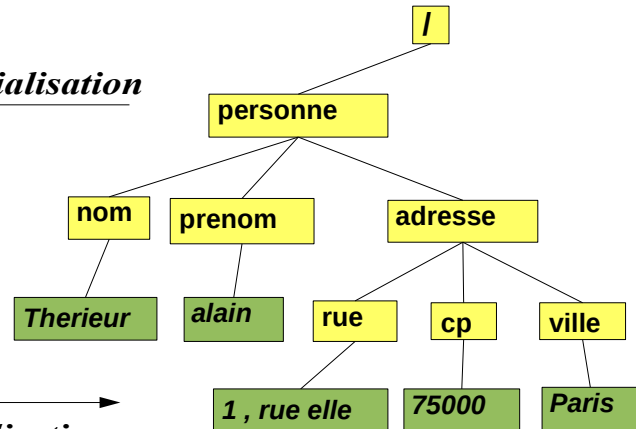 /
ialisation
personne
nom
prenom
adresse
Therieur
alain
rue
cp
ville
1 , rue elle
75000
Paris